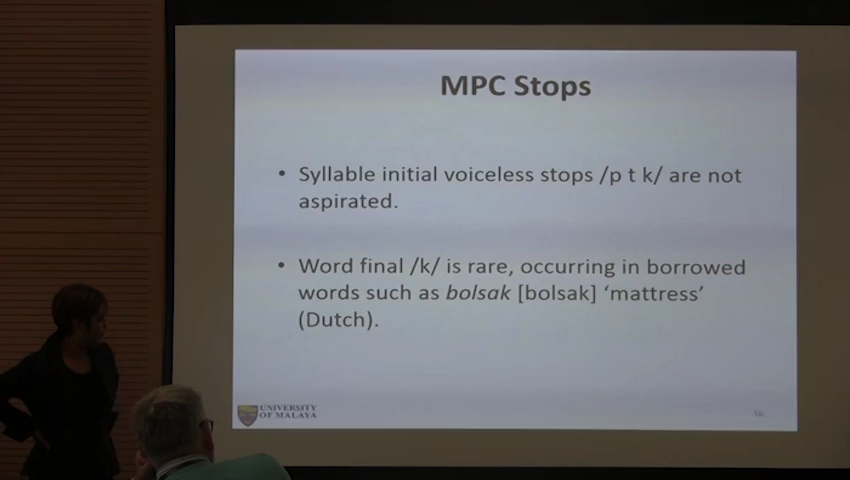 MPC Stops
• Syllable initial voiceless stops /p t k/ are not
aspirated.
• Word final /k/ is rare, occurring in borrowed
words such as bolsak [bolsak] ‘mattress’
(Dutch).
UNIVERSITY
OF MALAYA